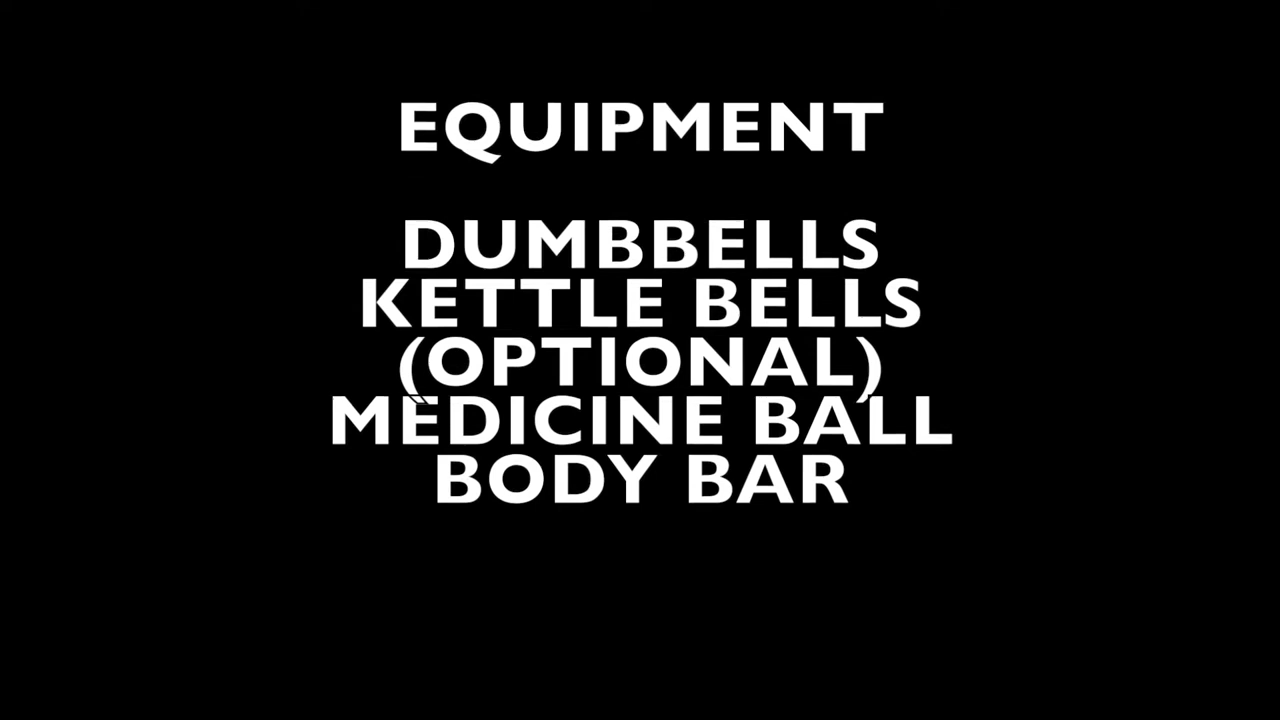 EQUIPMENT
DUMBBELLS
KETTLE BELLS
(OPTIONAL)
MEDICINE BALL
BODY BAR